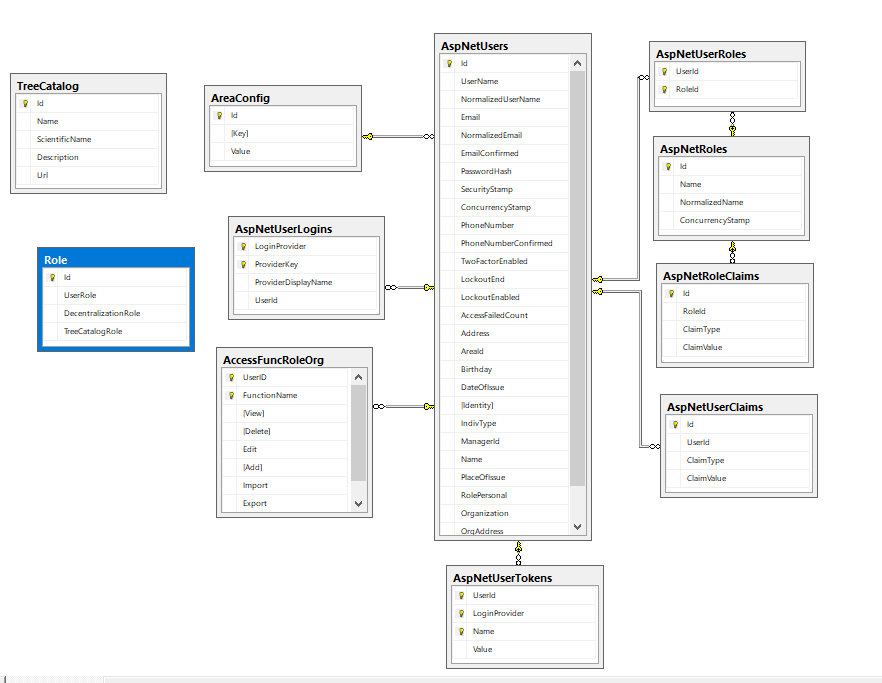 TreeCatalog
Id
Name
ScientificName
Description
Url
AreaConfig
Id
[Key]
Value
AspNetUsers
Id
UserName
NormalizedUserName
Email
NormalizedEmail
EmailConfirmed
PasswordHash
SecurityStamp
ConcurrencyStamp
PhoneNumber
PhoneNumberConfirmed
TwoFactorEnabled
LockoutEnd
LockoutEnabled
AccessFailedCount
Address
AreaId
Birthday
DateOfIssue
[Identity]
IndivType
ManagerId
Name
PlaceOfIssue
RolePersonal
Organization
OrgAddress
AspNetUserRoles
UserId
RoleId
AspNetRoles
Id
Name
NormalizedName
ConcurrencyStamp
AspNetUserLogins
LoginProvider
ProviderKey
ProviderDisplayName
UserId
Role
Id
UserRole
DecentralizationRole
TreeCatalogRole
AspNetRoleClaims
Id
RoleId
ClaimType
ClaimValue
AccessFuncRoleOrg
UserID
FunctionName
[View]
[Delete]
Edit
[Add]
Import
Export
AspNetUserClaims
Id
UserId
ClaimType
ClaimValue
AspNetUserTokens
UserId
LoginProvider
Name
Value